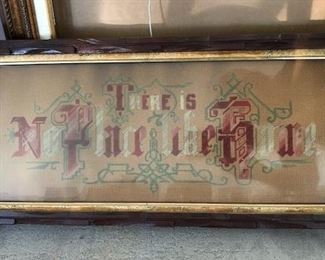 There is
No Place like Home